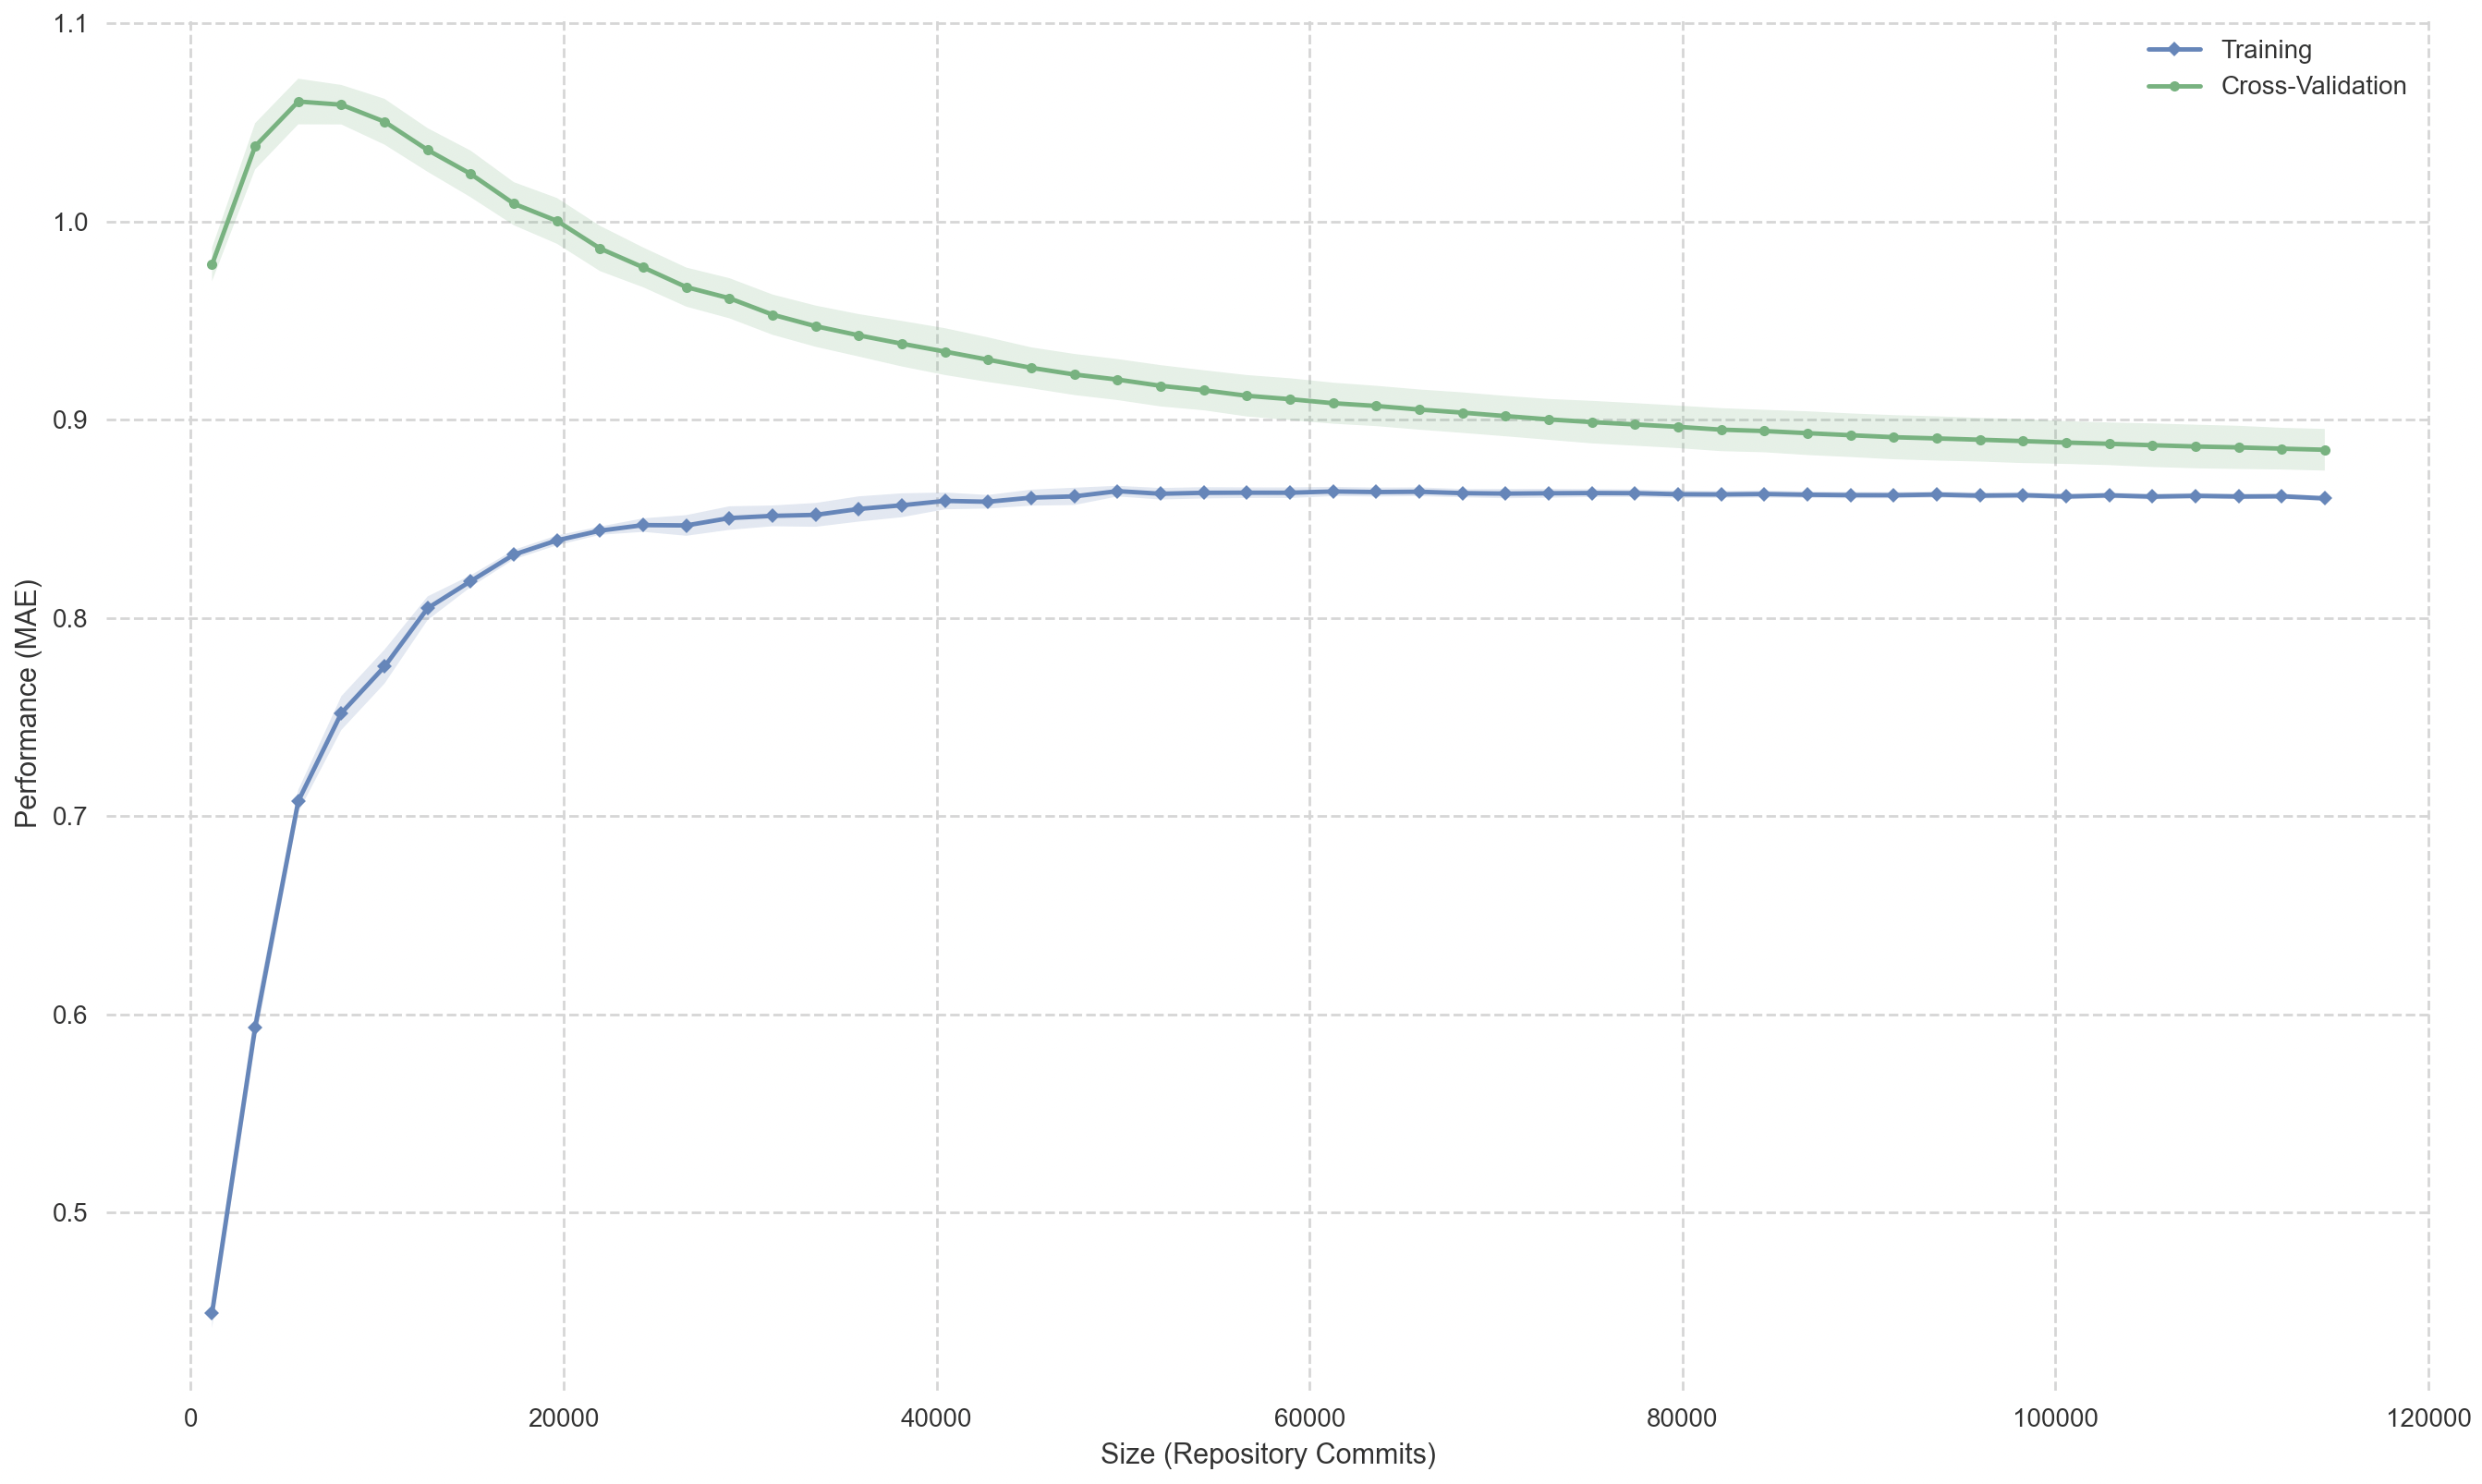 Training
Cross-Validation
Performance (MAE)
1.1
1.0
0.9
0.8
0.7
0.6
0.5
0 20000 40000 60000 80000 100000 120000
Size (Repository Commits)